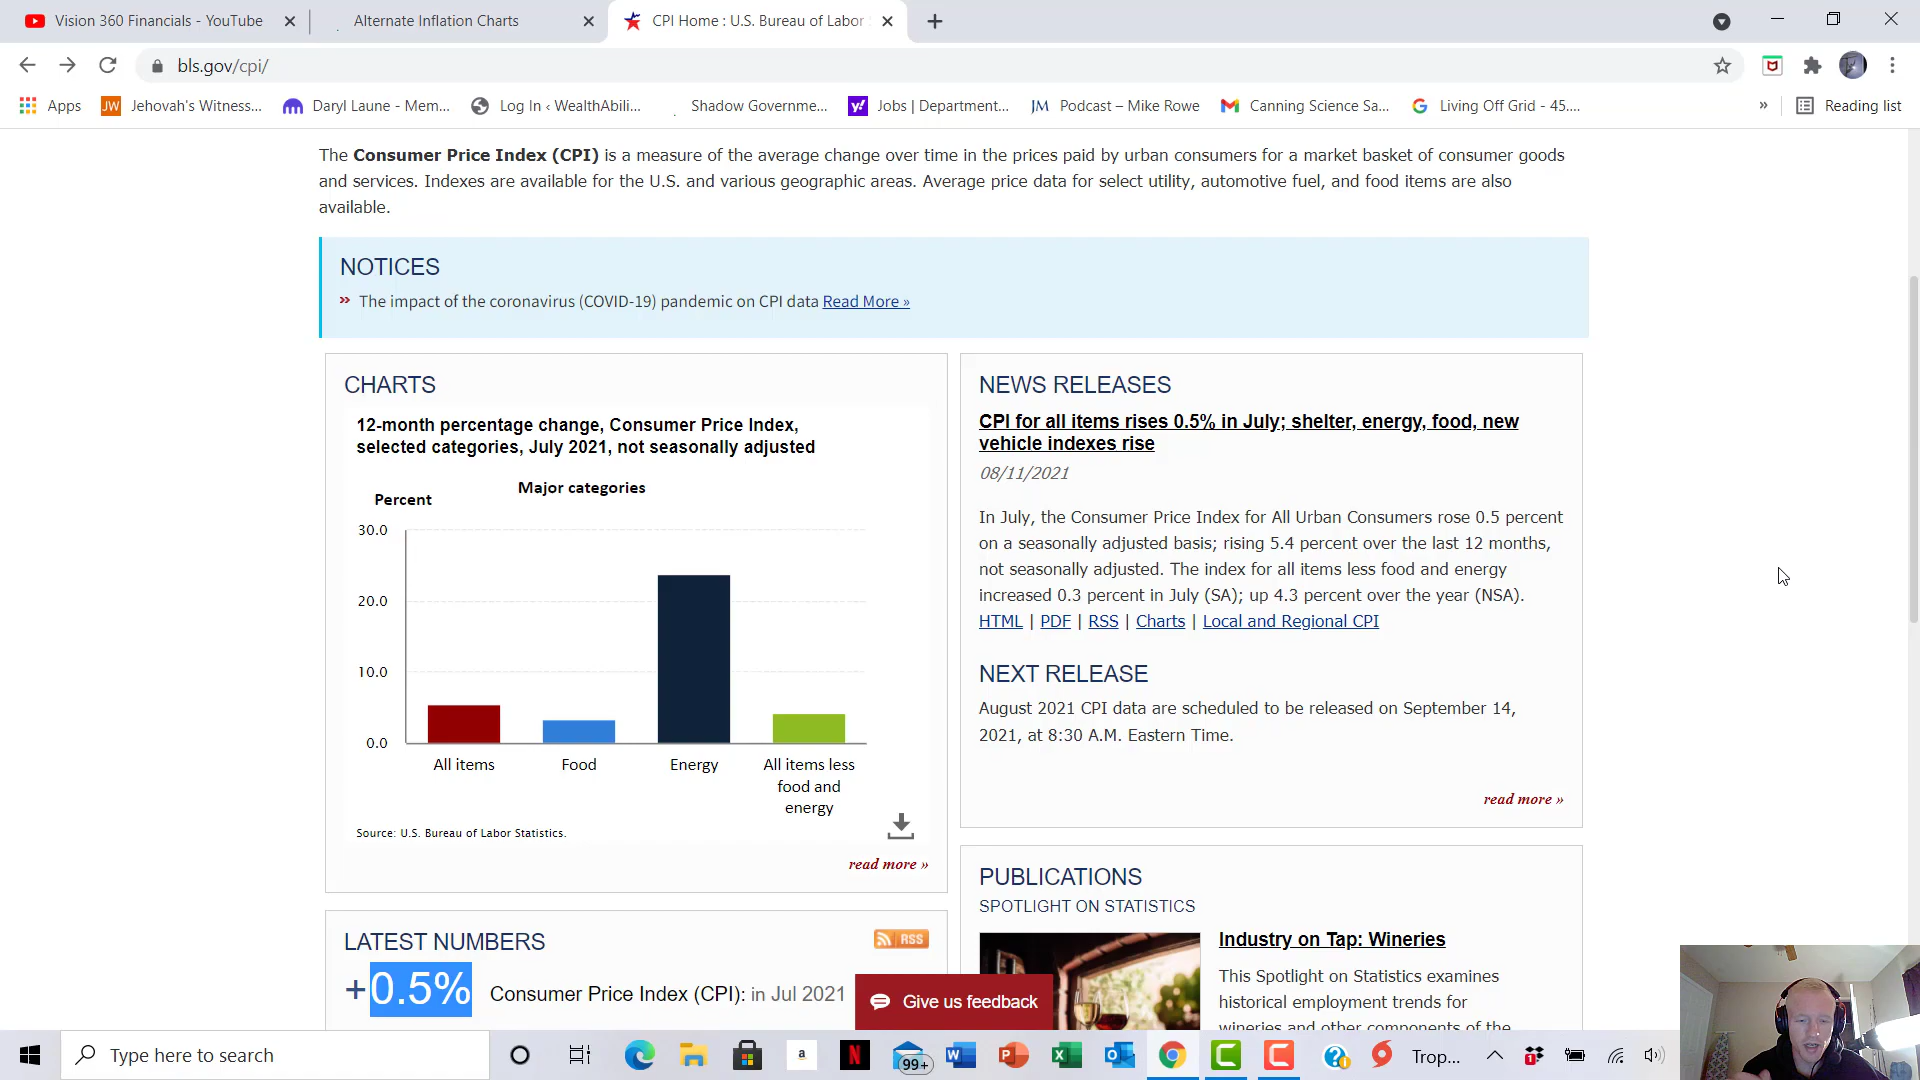 Vision 360 Financials - YouTube
Alternate Inflation Charts
CPI Home : U.S. Bureau of Labor
bls.gov/cpi/
Apps
JW Jehovah's Witness...
Daryl Laune - Mem...
Log In ‹ WealthAbili...
Shadow Governme...
y! Jobs | Department...
JM Podcast – Mike Rowe
Canning Science Sa...
Living Off Grid - 45....
»
Reading list
The Consumer Price Index (CPI) is a measure of the average change over time in the prices paid by urban consumers for a market basket of consumer goods
and services. Indexes are available for the U.S. and various geographic areas. Average price data for select utility, automotive fuel, and food items are also
available.
NOTICES
» The impact of the coronavirus (COVID-19) pandemic on CPI data Read More »
CHARTS
12-month percentage change, Consumer Price Index,
selected categories, July 2021, not seasonally adjusted
Major categories
Percent
30.0
20.0
10.0
0.0
All items
Food
Energy
All items less
food and
energy
Source: U.S. Bureau of Labor Statistics.
read more »
NEWS RELEASES
CPI for all items rises 0.5% in July; shelter, energy, food, new
vehicle indexes rise
08/11/2021
In July, the Consumer Price Index for All Urban Consumers rose 0.5 percent
on a seasonally adjusted basis; rising 5.4 percent over the last 12 months,
not seasonally adjusted. The index for all items less food and energy
increased 0.3 percent in July (SA); up 4.3 percent over the year (NSA).
HTML | PDF | RSS | Charts | Local and Regional CPI
NEXT RELEASE
August 2021 CPI data are scheduled to be released on September 14,
2021, at 8:30 A.M. Eastern Time.
read more »
LATEST NUMBERS
RSS
+0.5% Consumer Price Index (CPI): in Jul 2021
PUBLICATIONS
SPOTLIGHT ON STATISTICS
Industry on Tap: Wineries
This Spotlight on Statistics examines
historical employment trends for
wineries and other components of the
Give us feedback
Type here to search
a
N
99+
W
P
X
O
C
C
?
Trop...
1